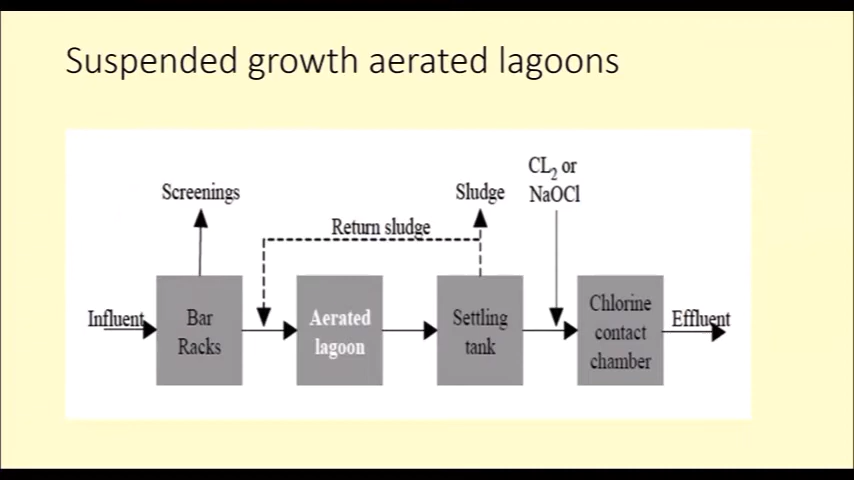 Suspended growth aerated lagoons
CL₂ or
NaOCl
Screenings
Sludge
Return sludge
Influent
Bar
Racks
Aerated
lagoon
Settling
tank
Chlorine
contact
chamber
Effluent